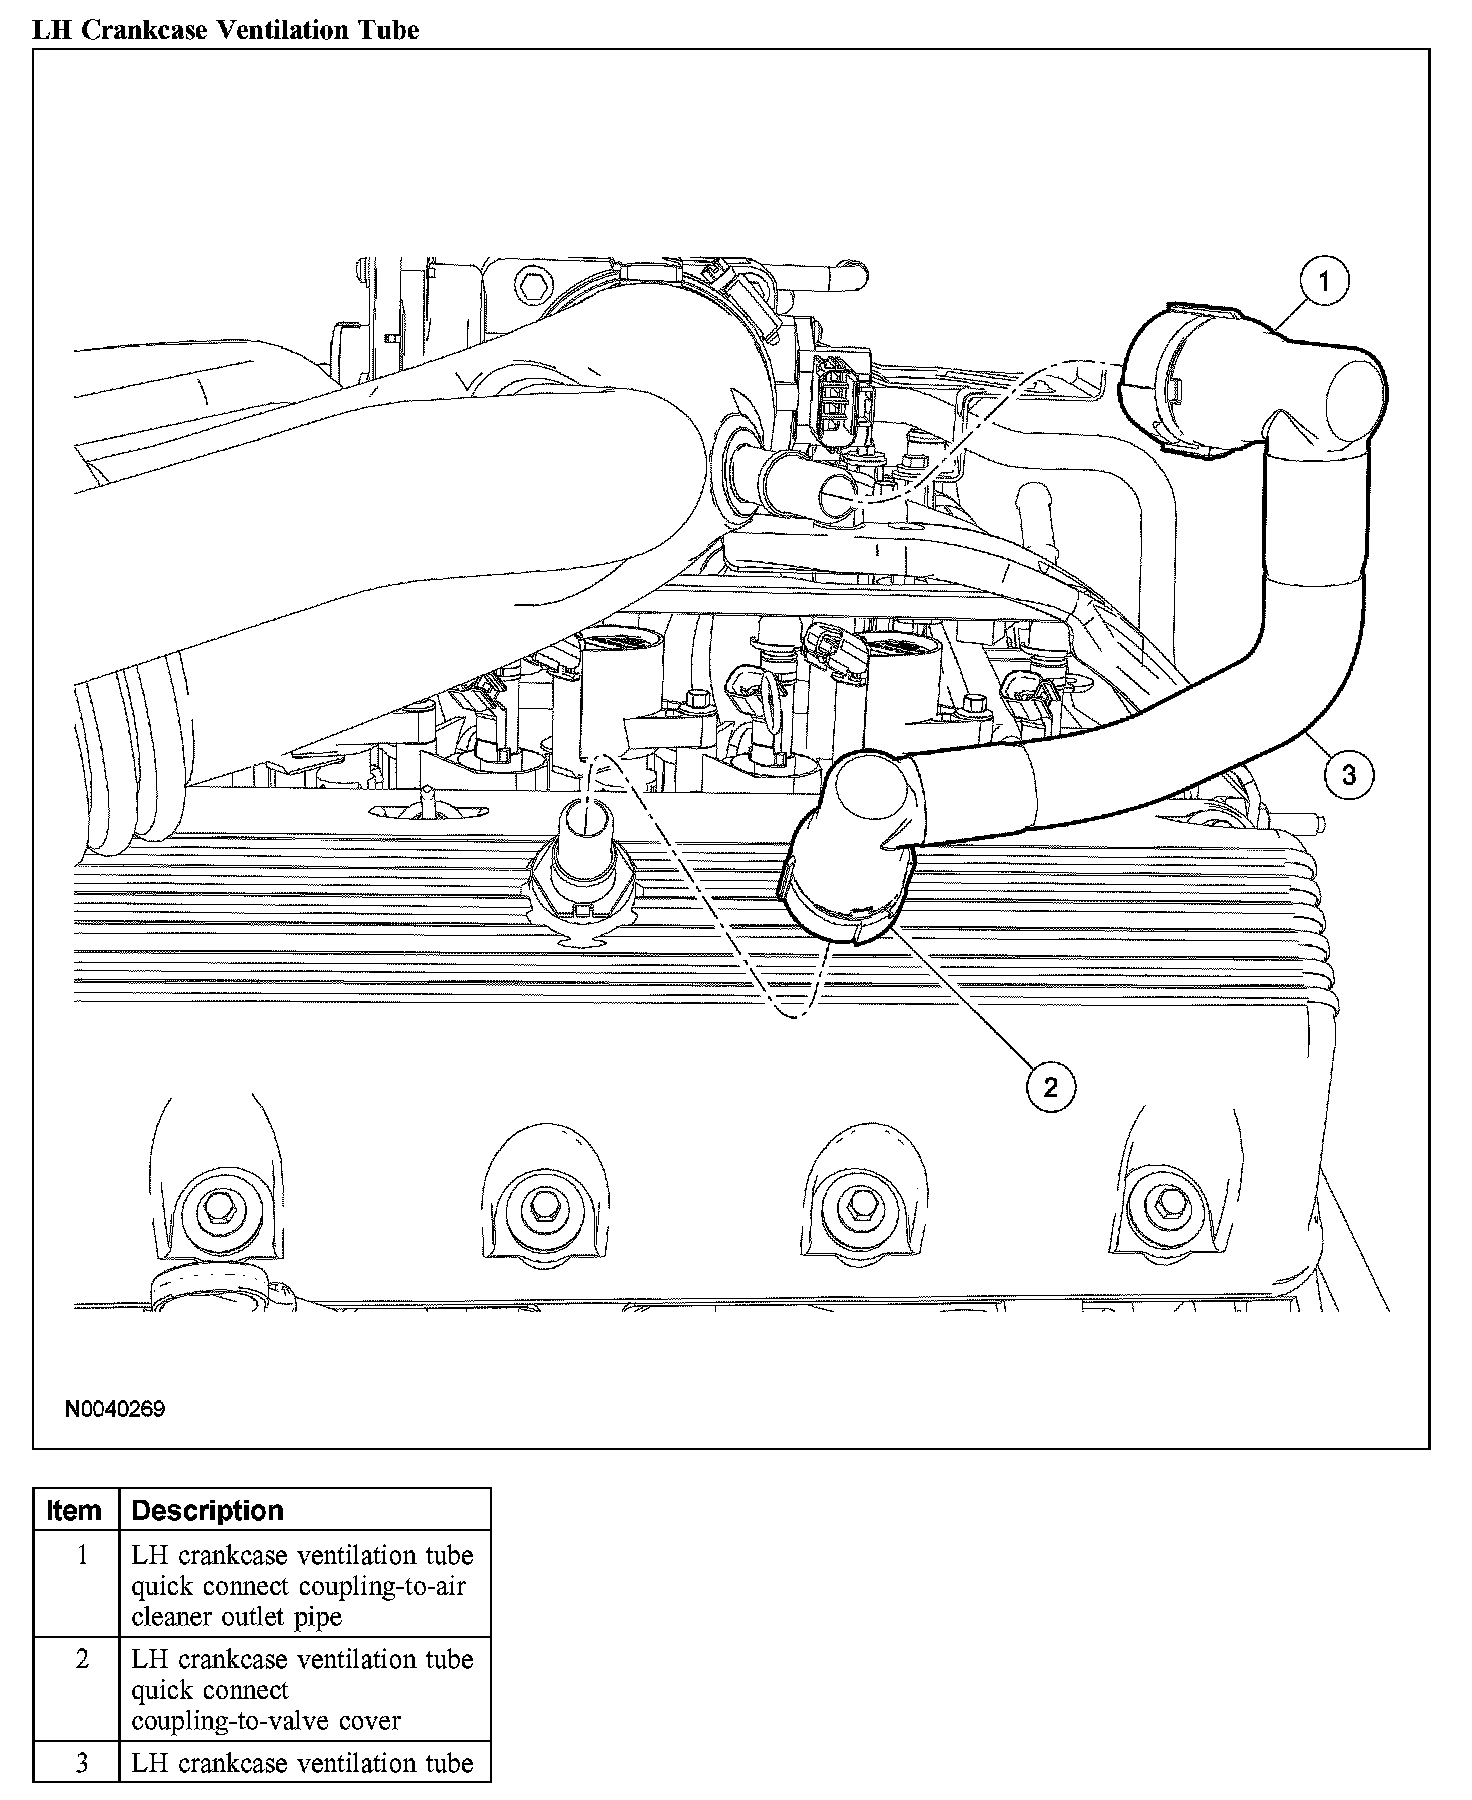 LH Crankcase Ventilation Tube
1
3
2
N0040269
Item Description
1 LH crankcase ventilation tube
quick connect coupling-to-air
cleaner outlet pipe
2 LH crankcase ventilation tube
quick connect
coupling-to-valve cover
3 LH crankcase ventilation tube